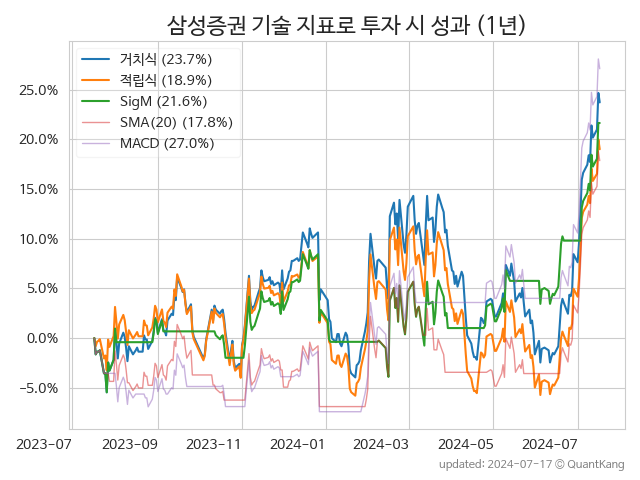 삼성증권 기술 지표로 투자 시 성과 (1년)
거치식 (23.7%)
적립식 (18.9%)
SigM (21.6%)
SMA(20) (17.8%)
MACD (27.0%)
25.0%
20.0%
15.0%
10.0%
5.0%
0.0%
−5.0%
2023-07 2023-09 2023-11 2024-01 2024-03 2024-05 2024-07
updated: 2024-07-17 © QuantKang